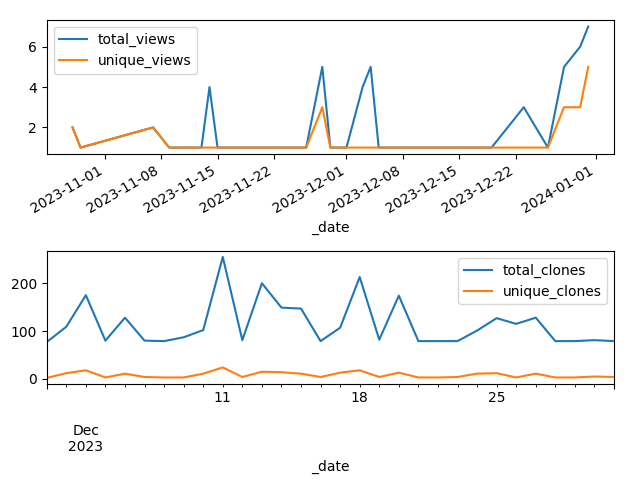 total_views
unique_views
6
4
2
2023-11-01
2023-11-08
2023-11-15
2023-11-22
2023-12-01
2023-12-08
2023-12-15
2023-12-22
2024-01-01
_date
total_clones
unique_clones
200
100
0
11
18
25
Dec
2023
_date